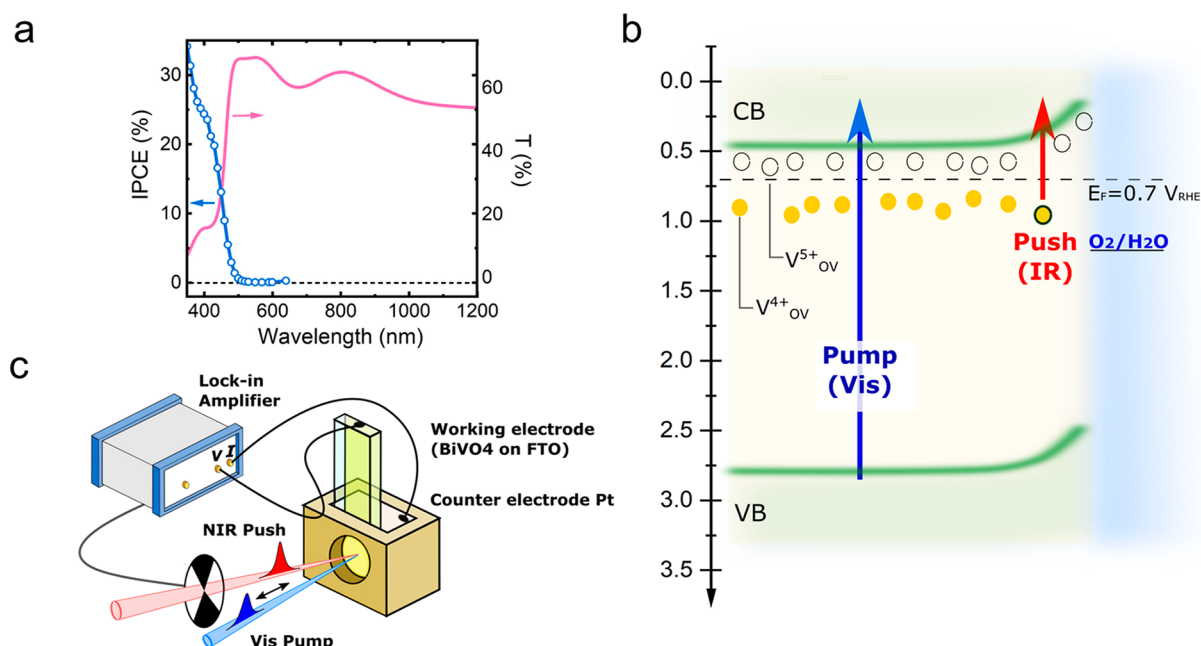 a
IPCE (%)
30
20
10
0
T (%)
60
40
20
0
400 600 800 1000 1200
Wavelength (nm)
b
0.0
0.5
1.0
1.5
2.0
2.5
3.0
3.5
CB
EF=0.7 VRHE
O2/H2O
Push
(IR)
V5+OV
V4+OV
Pump
(Vis)
VB
c
Lock-in
Amplifier
V I
Working electrode
(BiVO4 on FTO)
Counter electrode Pt
NIR Push
Vis Pump